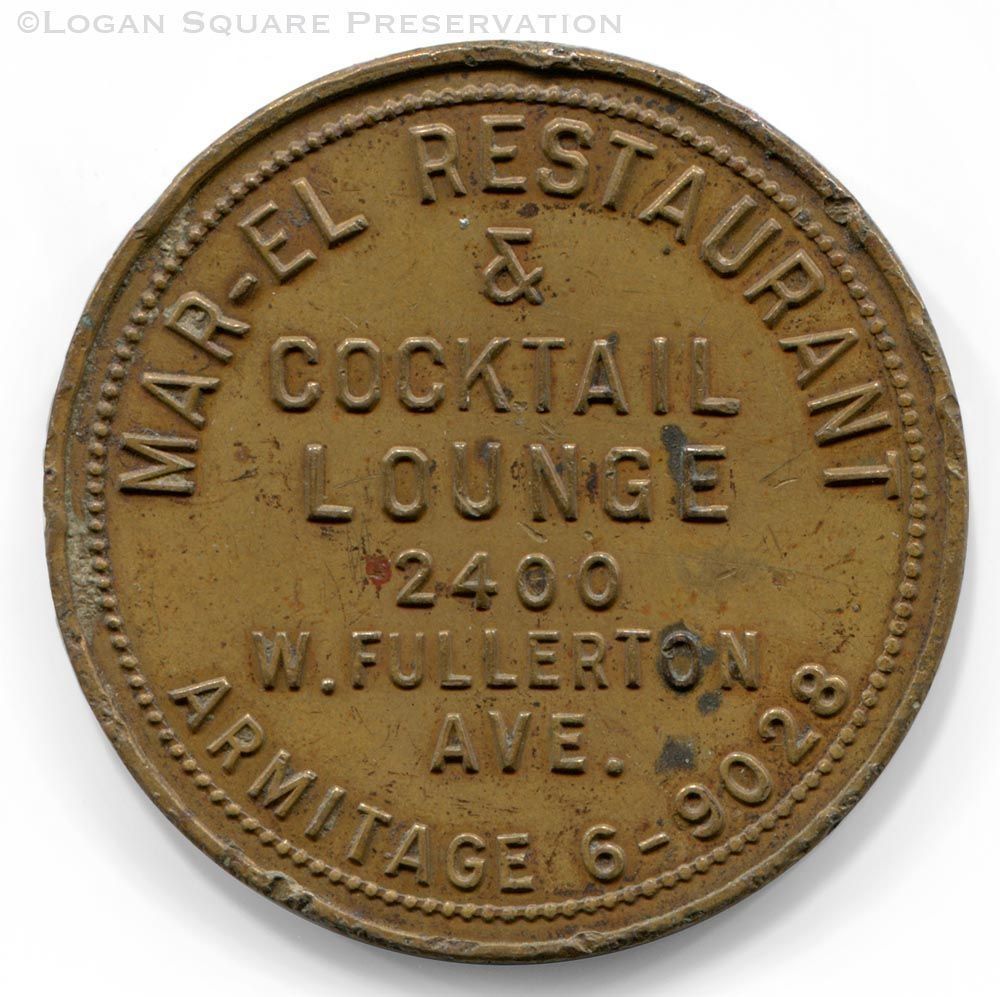 ©Logan Square Preservation
MAR-EL RESTAURANT
&
COCKTAIL
LOUNGE
2400
W. FULLERTON
AVE.
ARMITAGE 6-9028